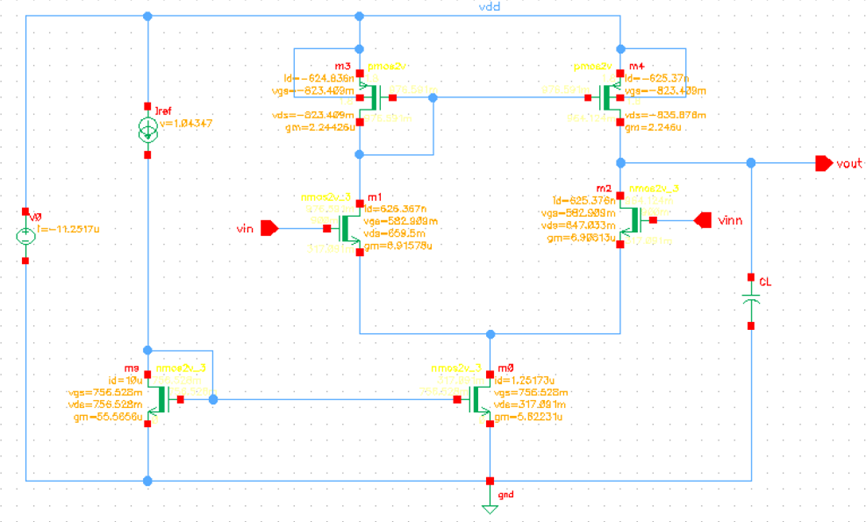 vdd
m3
pmos2v
id=-624.836n
vgs=-823.409m
vds=-823.409m
gm=2.24426u
m4
pmos2v
id=-625.37n
vgs=-823.409m
vds=-835.876m
gm=2.246u
Iref
v=1.04347
vout
m1
nmos2v_3
id=626.367n
vgs=582.909m
vds=659.5m
gm=6.91578u
vin
m2
nmos2v_3
id=625.376n
vgs=582.909m
vds=647.033m
gm=6.90613u
vinn
V0
i=-11.2517u
CL
m9
nmos2v_3
id=10u
vgs=756.528m
vds=756.528m
gm=55.5656u
m0
nmos2v_3
id=1.25173u
vgs=756.528m
vds=317.091m
gm=5.82231u
gnd